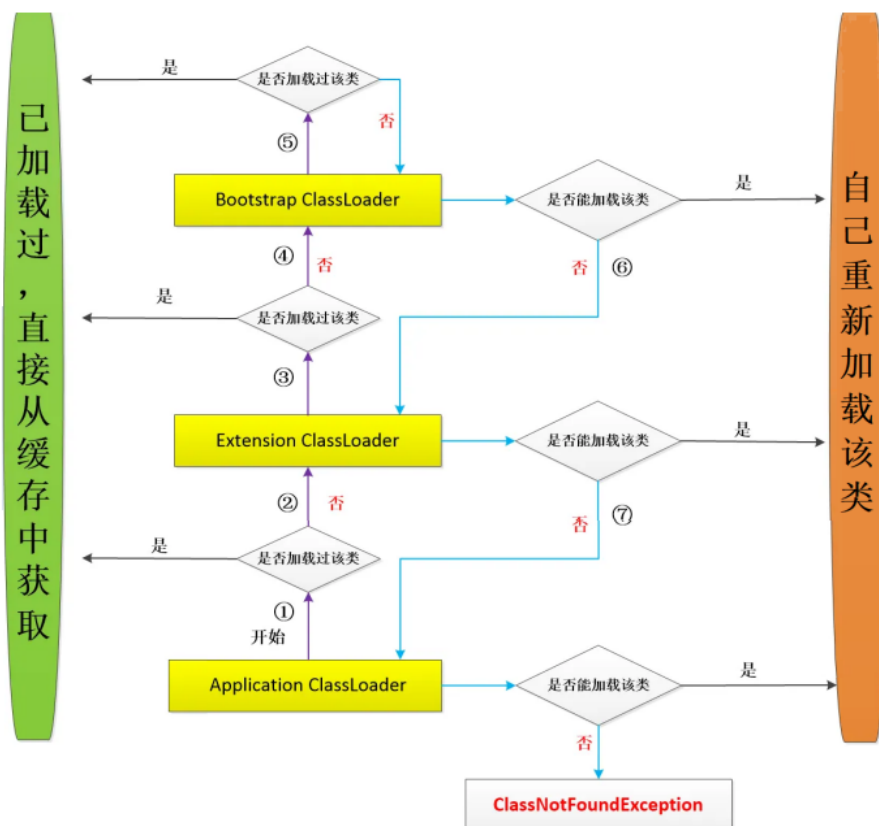 已加载过，直接从缓存中获取
是
是否加载过该类
否
⑤
Bootstrap ClassLoader
是否能加载该类
是
④
否
否
⑥
是
是否加载过该类
③
Extension ClassLoader
是否能加载该类
是
②
否
否
⑦
是
是否加载过该类
①
开始
Application ClassLoader
是否能加载该类
是
否
ClassNotFoundException
自己重新加载该类